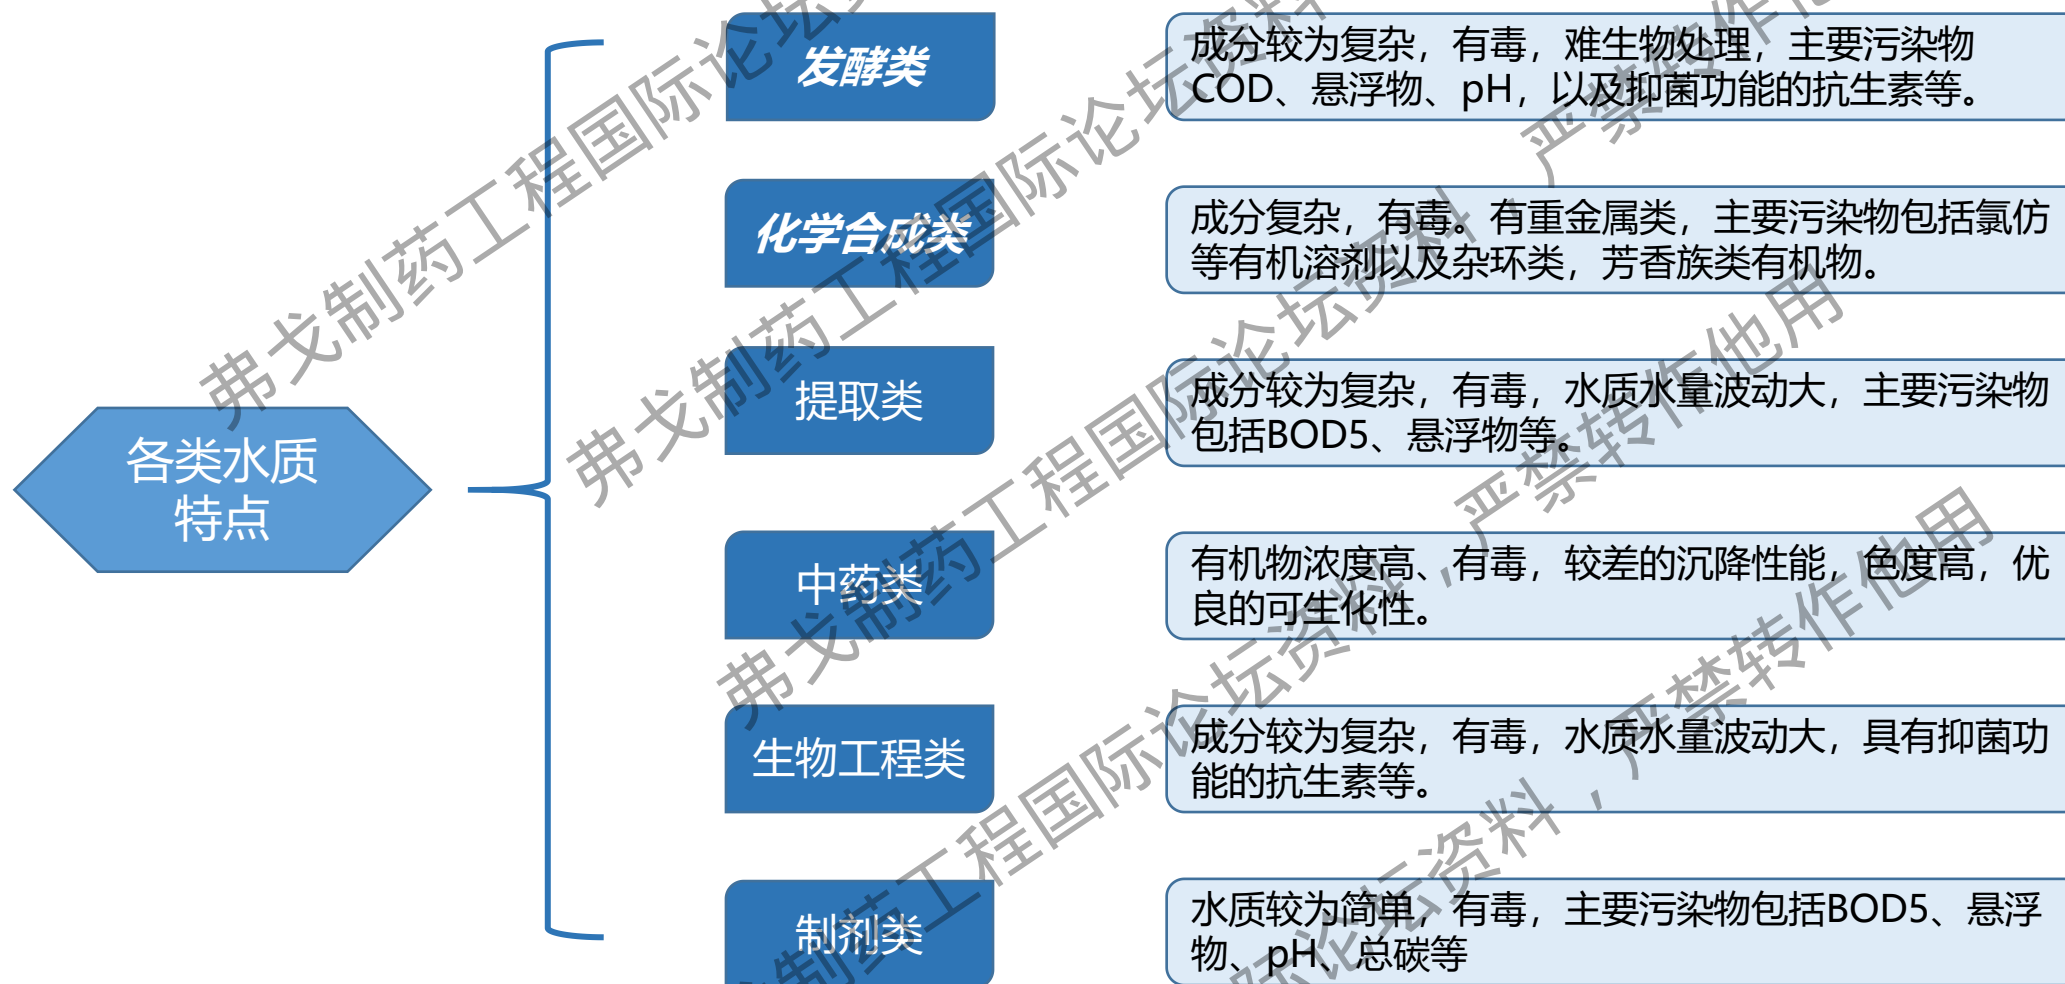 各类水质
特点
发酵类
成分较为复杂，有毒，难生物处理，主要污染物
COD、悬浮物、pH，以及抑菌功能的抗生素等。
化学合成类
成分复杂，有毒。有重金属类，主要污染物包括氯仿
等有机溶剂以及杂环类，芳香族类有机物。
提取类
成分较为复杂，有毒，水质水量波动大，主要污染物
包括BOD5、悬浮物等。
中药类
有机物浓度高、有毒，较差的沉降性能，色度高，优
良的可生化性。
生物工程类
成分较为复杂，有毒，水质水量波动大，具有抑菌功
能的抗生素等。
制剂类
水质较为简单，有毒，主要污染物包括BOD5、悬浮
物、pH、总碳等
弗戈制药工程国际论坛资料
弗戈制药工程国际论坛资料，严禁转作他用
弗戈制药工程国际论坛资料，严禁转作他用
弗戈制药工程国际论坛资料，严禁转作他用